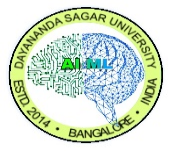 DAYANANDA SAGAR UNIVERSITY
AI-ML
ESTD 2014 • BANGALORE • INDIA